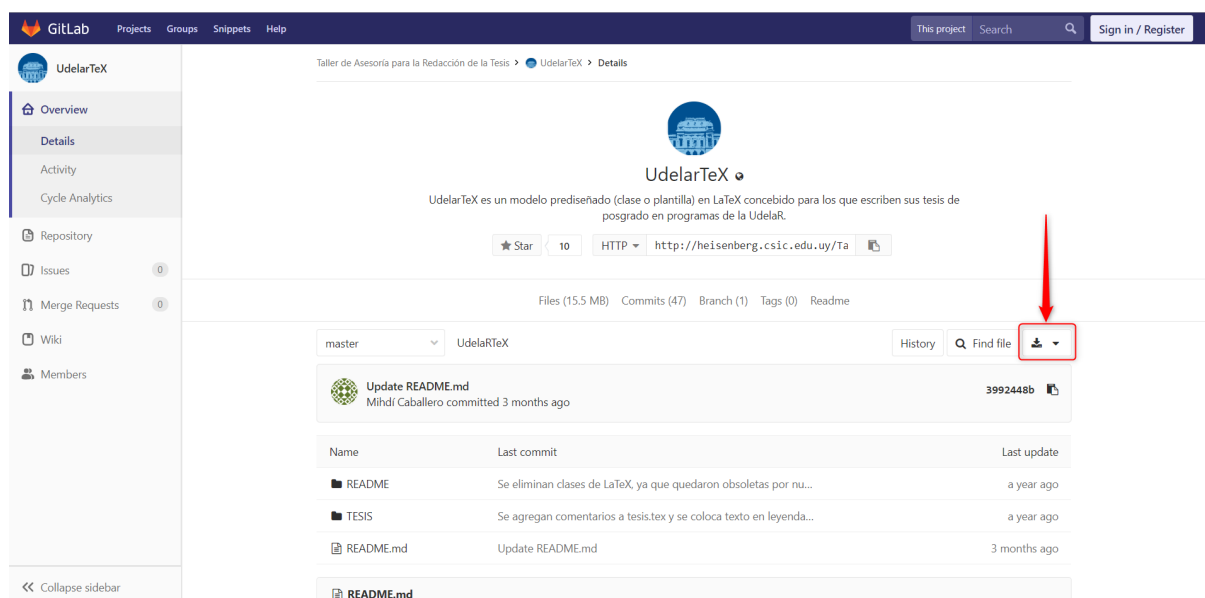 GitLab Projects Groups Snippets Help This project Search Sign in / Register
UdelarTeX
Overview
Details
Activity
Cycle Analytics
Repository
Issues 0
Merge Requests 0
Wiki
Members
Collapse sidebar
Taller de Asesoría para la Redacción de la Tesis > UdelarTeX > Details
UdelarTeX
UdelarTeX es un modelo prediseñado (clase o plantilla) en LaTeX concebido para los que escriben sus tesis de
posgrado en programas de la UdelaR.
Star 10 HTTP http://heisenberg.csic.edu.uy/Ta
Files (15.5 MB) Commits (47) Branch (1) Tags (0) Readme
master UdelaRTeX History Find file
Update README.md
Mihdí Caballero committed 3 months ago
3992448b
Name Last commit Last update
README Se eliminan clases de LaTeX, ya que quedaron obsoletas por nu... a year ago
TESIS Se agregan comentarios a tesis.tex y se coloca texto en leyenda... a year ago
README.md Update README.md 3 months ago
README.md